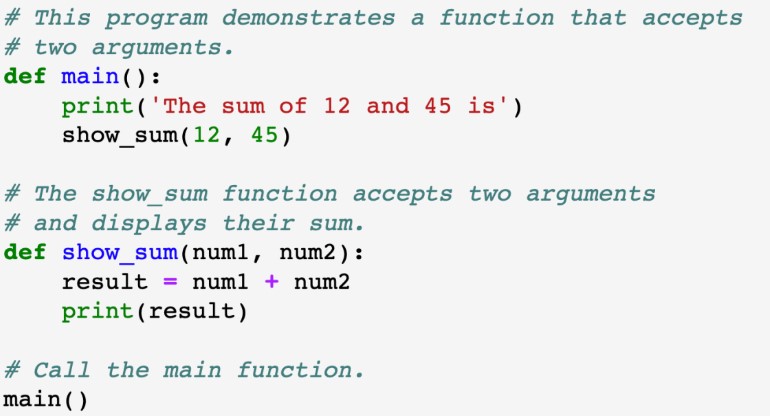 # This program demonstrates a function that accepts
# two arguments.
def main():
    print('The sum of 12 and 45 is')
    show_sum(12, 45)

# The show_sum function accepts two arguments
# and displays their sum.
def show_sum(num1, num2):
    result = num1 + num2
    print(result)

# Call the main function.
main()